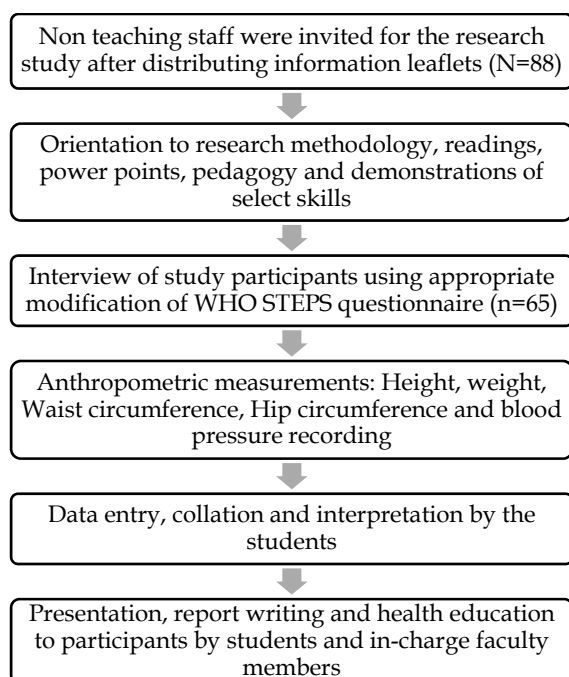 Non teaching staff were invited for the research
study after distributing information leaflets (N=88)
Orientation to research methodology, readings,
power points, pedagogy and demonstrations of
select skills
Interview of study participants using appropriate
modification of WHO STEPS questionnaire (n=65)
Anthropometric measurements: Height, weight,
Waist circumference, Hip circumference and blood
pressure recording
Data entry, collation and interpretation by the
students
Presentation, report writing and health education
to participants by students and in-charge faculty
members